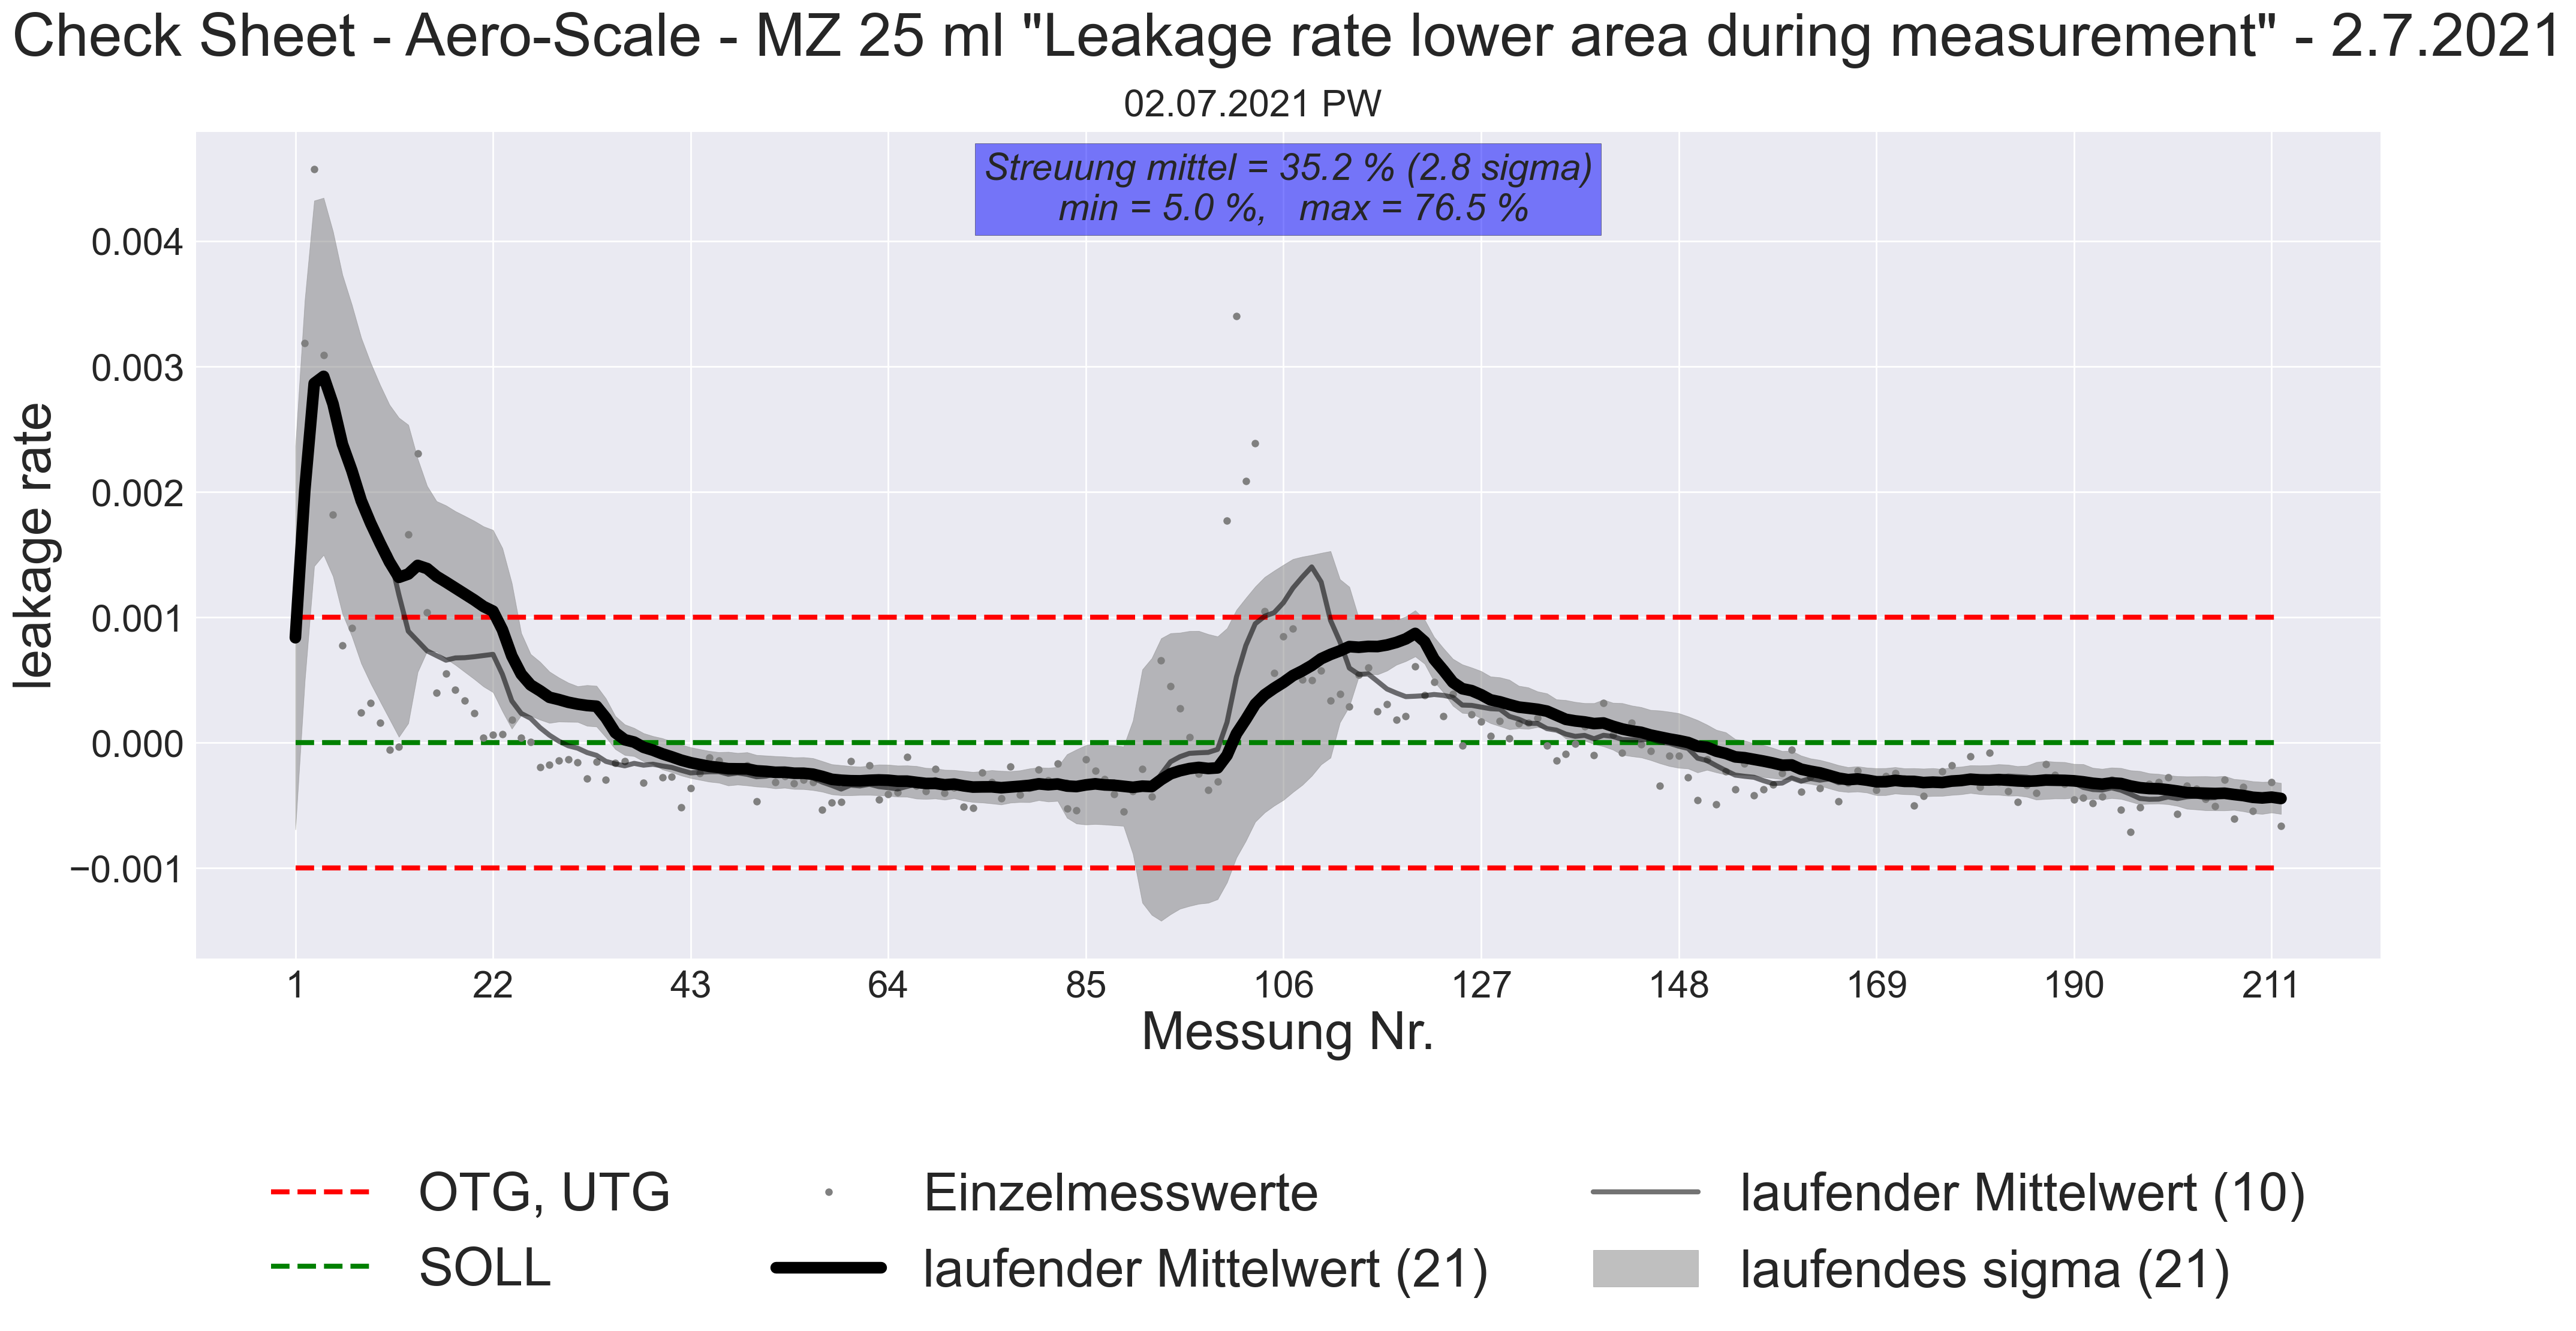 Check Sheet - Aero-Scale - MZ 25 ml "Leakage rate lower area during measurement" - 2.7.2021
02.07.2021 PW
Streuung mittel = 35.2 % (2.8 sigma)
min = 5.0 %, max = 76.5 %
leakage rate
0.004
0.003
0.002
0.001
0.000
−0.001
1 22 43 64 85 106 127 148 169 190 211
Messung Nr.
OTG, UTG
SOLL
Einzelmesswerte
laufender Mittelwert (21)
laufender Mittelwert (10)
laufendes sigma (21)